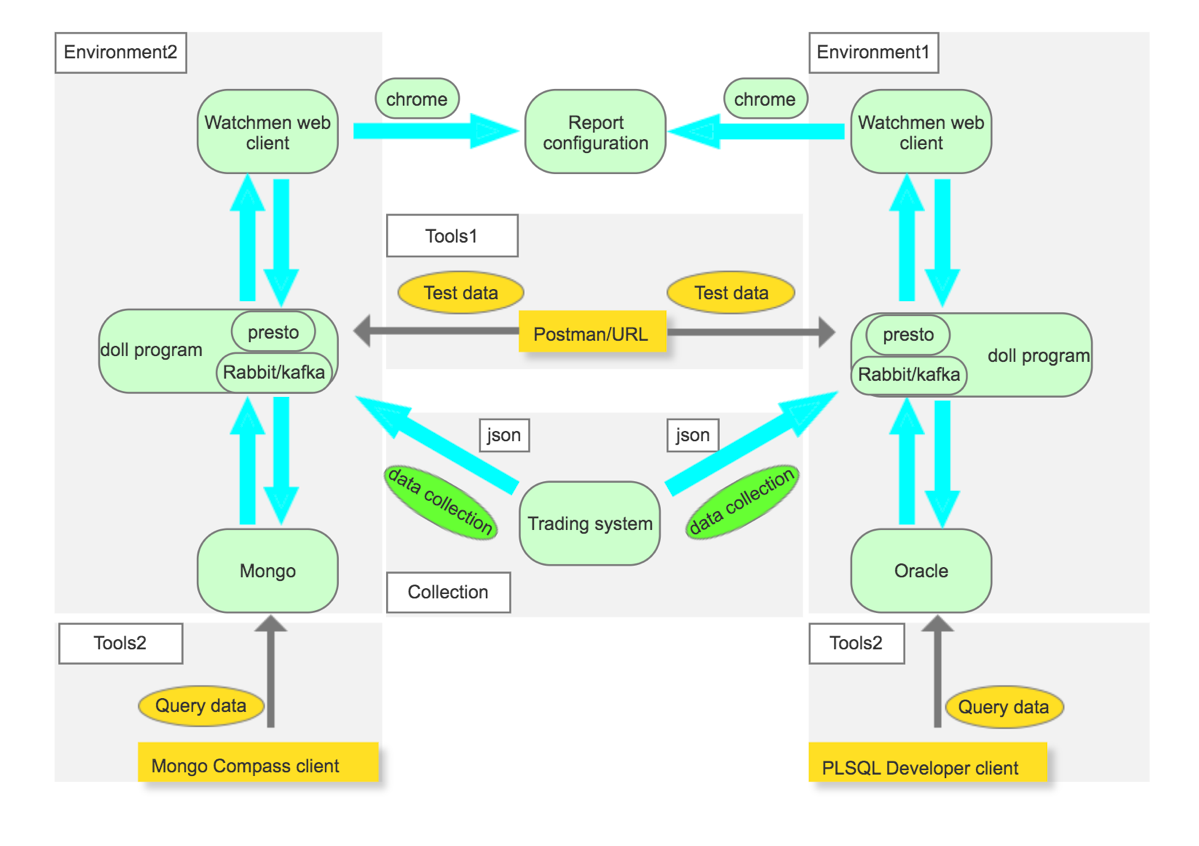 Environment2
Environment1
chrome
chrome
Watchmen web
client
Report
configuration
Watchmen web
client
Tools1
Test data
Test data
presto
doll program
Rabbit/kafka
Postman/URL
presto
doll program
Rabbit/kafka
json
json
data collection
data collection
Trading system
Mongo
Oracle
Collection
Tools2
Tools2
Query data
Query data
Mongo Compass client
PLSQL Developer client